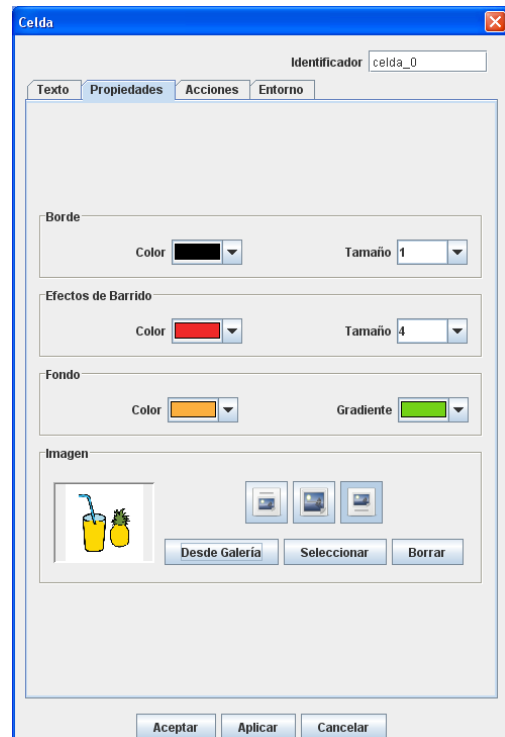 Celda
Identificador celda_0
Texto Propiedades Acciones Entorno
Borde
Color Tamaño 1
Efectos de Barrido
Color Tamaño 4
Fondo
Color Gradiente
Imagen
Desde Galería Seleccionar Borrar
Aceptar Aplicar Cancelar